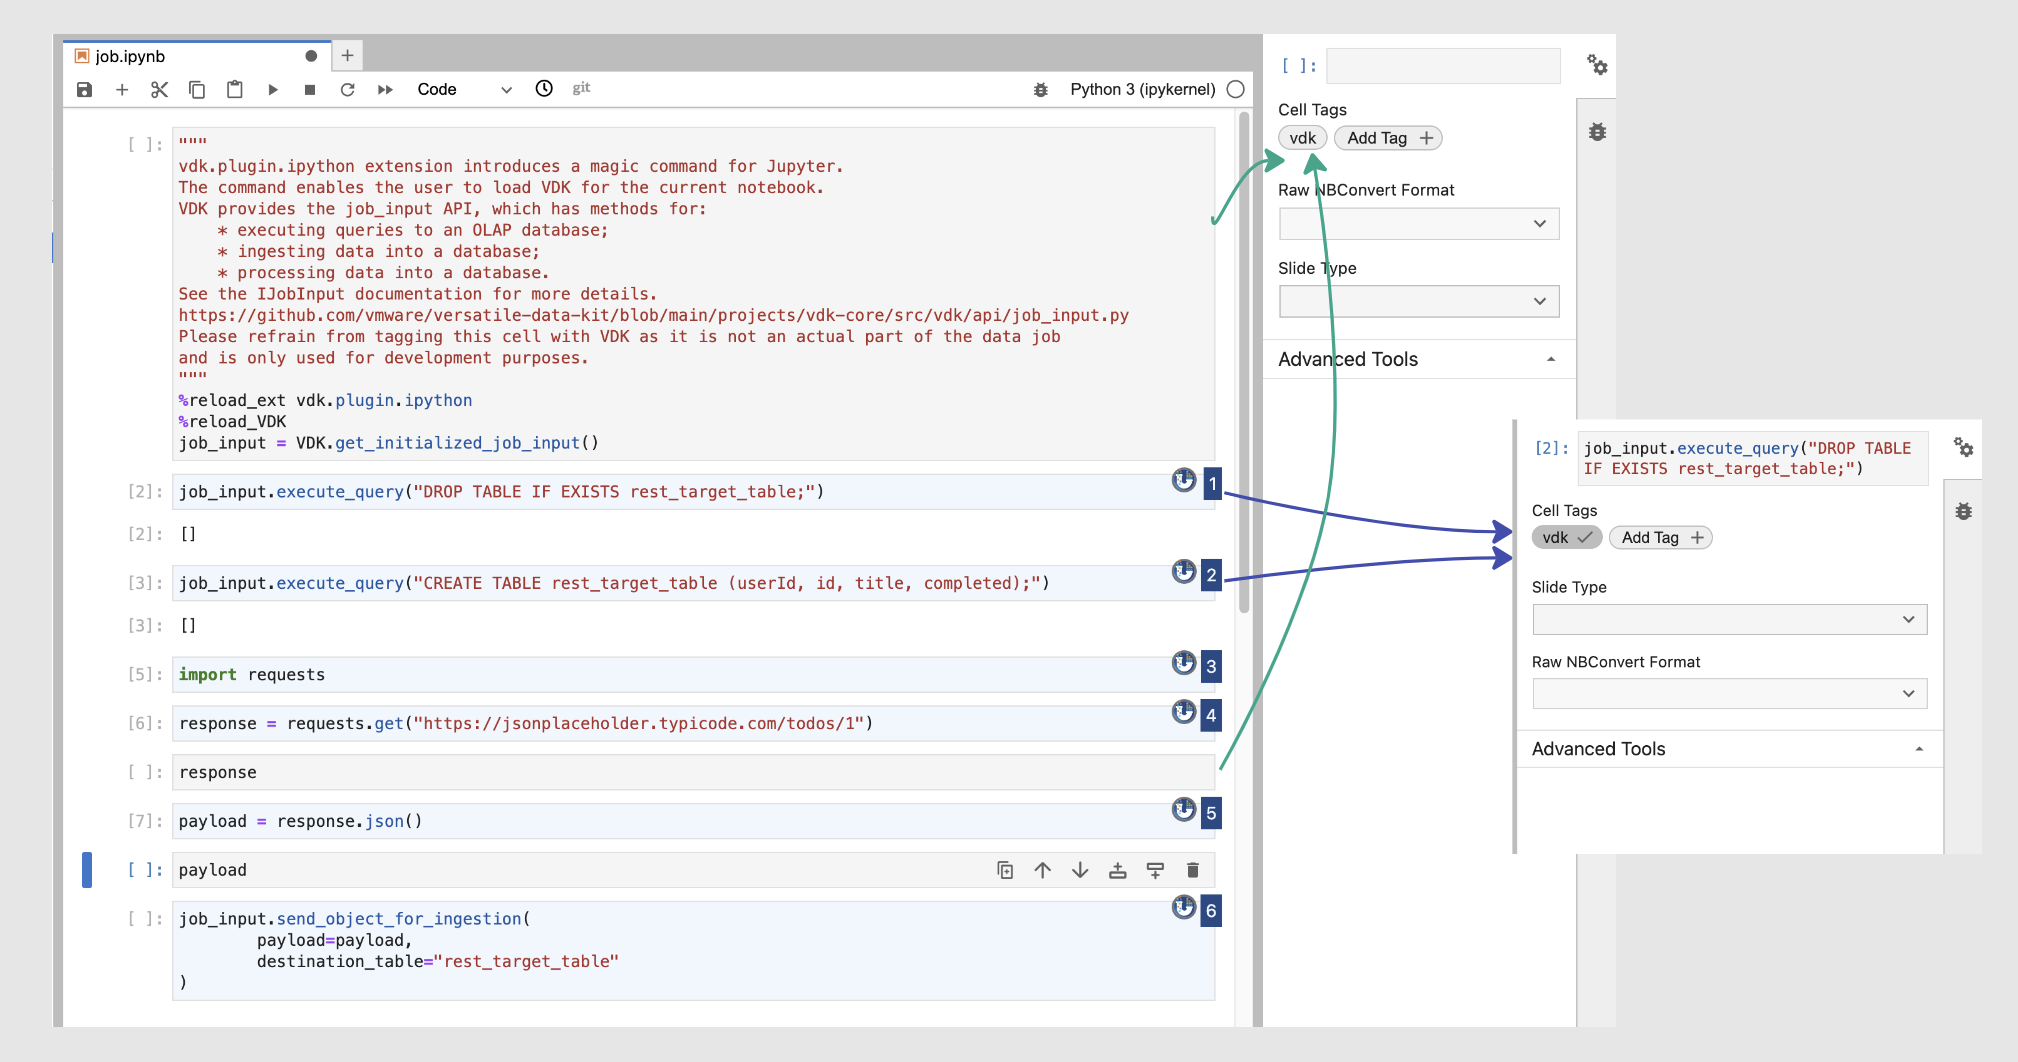 job.ipynb
Code
git
Python 3 (ipykernel)
[ ]:
"""
vdk.plugin.ipython extension introduces a magic command for Jupyter.
The command enables the user to load VDK for the current notebook.
VDK provides the job_input API, which has methods for:
    * executing queries to an OLAP database;
    * ingesting data into a database;
    * processing data into a database.
See the IJobInput documentation for more details.
https://github.com/vmware/versatile-data-kit/blob/main/projects/vdk-core/src/vdk/api/job_input.py
Please refrain from tagging this cell with VDK as it is not an actual part of the data job
and is only used for development purposes.
"""
%reload_ext vdk.plugin.ipython
%reload_VDK
job_input = VDK.get_initialized_job_input()
[2]: job_input.execute_query("DROP TABLE IF EXISTS rest_target_table;") 1
[2]: []
[3]: job_input.execute_query("CREATE TABLE rest_target_table (userId, id, title, completed);") 2
[3]: []
[5]: import requests 3
[6]: response = requests.get("https://jsonplaceholder.typicode.com/todos/1") 4
[ ]: response
[7]: payload = response.json() 5
[ ]: payload
[ ]: job_input.send_object_for_ingestion( 6
        payload=payload,
        destination_table="rest_target_table"
)
[ ]:
Cell Tags
vdk Add Tag +
Raw NBConvert Format
Slide Type
Advanced Tools
[2]: job_input.execute_query("DROP TABLE
IF EXISTS rest_target_table;")
Cell Tags
vdk ✓ Add Tag +
Slide Type
Raw NBConvert Format
Advanced Tools